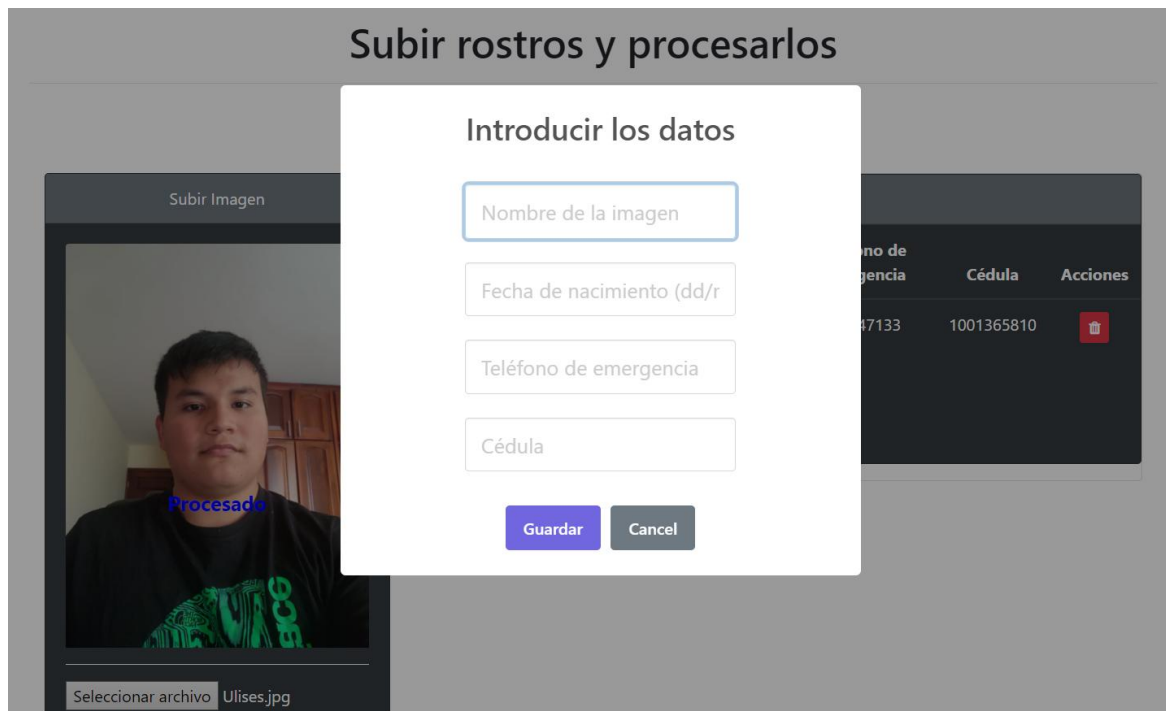 Subir rostros y procesarlos
Introducir los datos
Nombre de la imagen
Fecha de nacimiento (dd/
Teléfono de emergencia
Cédula
Guardar
Cancel
Subir Imagen
Procesado
Seleccionar archivo Ulises.jpg
de
Cédula
Acciones
47133
1001365810